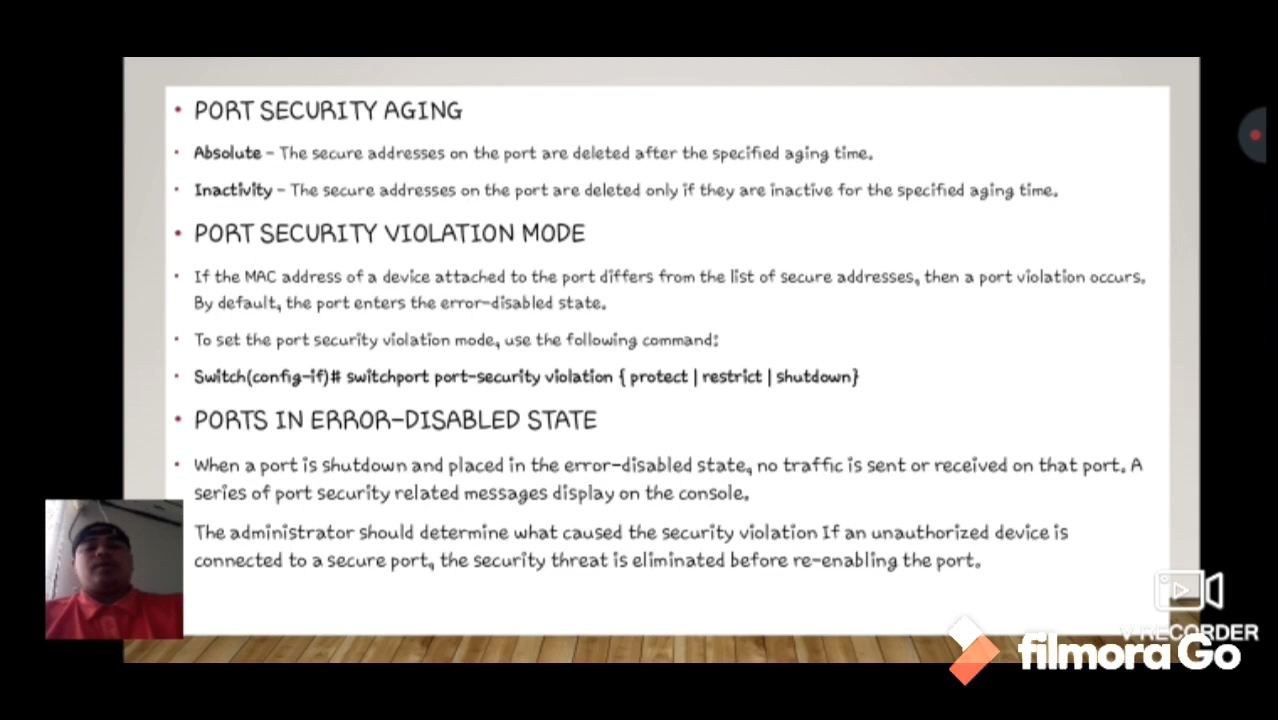 PORT SECURITY AGING
Absolute – The secure addresses on the port are deleted after the specified aging time.
Inactivity – The secure addresses on the port are deleted only if they are inactive for the specified aging time.
PORT SECURITY VIOLATION MODE
If the MAC address of a device attached to the port differs from the list of secure addresses, then a port violation occurs.
By default, the port enters the error-disabled state.
To set the port security violation mode, use the following command:
Switch(config-if)# switchport port-security violation { protect | restrict | shutdown}
PORTS IN ERROR-DISABLED STATE
When a port is shutdown and placed in the error-disabled state, no traffic is sent or received on that port. A
series of port security related messages display on the console.
The administrator should determine what caused the security violation If an unauthorized device is
connected to a secure port, the security threat is eliminated before re-enabling the port.
V RECORDER
filmora Go